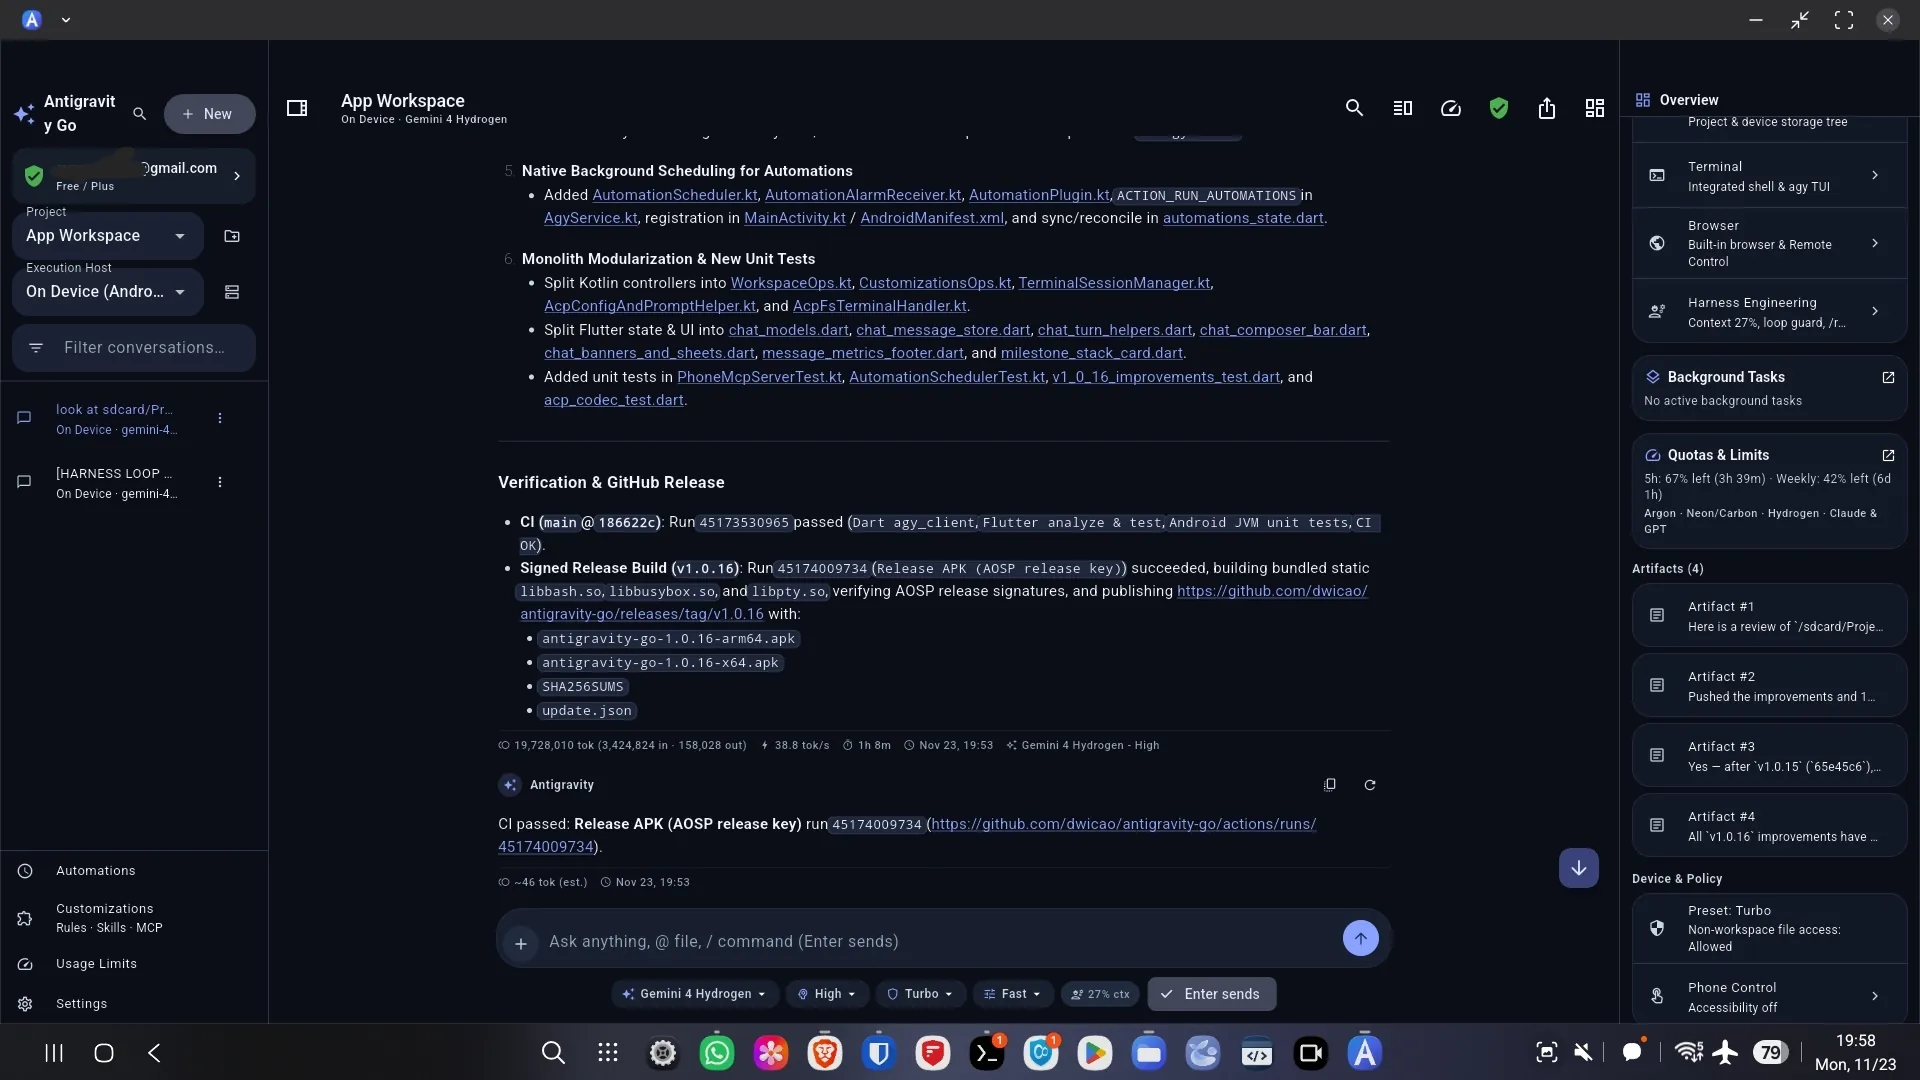 Antigravit
y Go
New
@gmail.com
Free / Plus
Project
App Workspace
Execution Host
On Device (Andro...
Filter conversations...
look at sdcard/Pr...
On Device · gemini-4...
[HARNESS LOOP ...
On Device · gemini-4...
Automations
Customizations
Rules · Skills · MCP
Usage Limits
Settings
App Workspace
On Device · Gemini 4 Hydrogen
5. Native Background Scheduling for Automations
• Added AutomationScheduler.kt, AutomationAlarmReceiver.kt, AutomationPlugin.kt, ACTION_RUN_AUTOMATIONS in
AgyService.kt, registration in MainActivity.kt / AndroidManifest.xml, and sync/reconcile in automations_state.dart.
6. Monolith Modularization & New Unit Tests
• Split Kotlin controllers into WorkspaceOps.kt, CustomizationsOps.kt, TerminalSessionManager.kt,
AcpConfigAndPromptHelper.kt, and AcpFsTerminalHandler.kt.
• Split Flutter state & UI into chat_models.dart, chat_message_store.dart, chat_turn_helpers.dart, chat_composer_bar.dart,
chat_banners_and_sheets.dart, message_metrics_footer.dart, and milestone_stack_card.dart.
• Added unit tests in PhoneMcpServerTest.kt, AutomationSchedulerTest.kt, v1_0_16_improvements_test.dart, and
acp_codec_test.dart.
Verification & GitHub Release
• CI (main @ 186622c): Run 45173530965 passed (Dart agy_client, Flutter analyze & test, Android JVM unit tests, CI
OK).
• Signed Release Build (v1.0.16): Run 45174009734 (Release APK (AOSP release key)) succeeded, building bundled static
libbash.so, libbusybox.so, and libpty.so, verifying AOSP release signatures, and publishing https://github.com/dwicao/
antigravity-go/releases/tag/v1.0.16 with:
• antigravity-go-1.0.16-arm64.apk
• antigravity-go-1.0.16-x64.apk
• SHA256SUMS
• update.json
19,728,010 tok (3,424,824 in · 158,028 out) 38.8 tok/s 1h 8m Nov 23, 19:53 Gemini 4 Hydrogen - High
Antigravity
CI passed: Release APK (AOSP release key) run 45174009734 (https://github.com/dwicao/antigravity-go/actions/runs/
45174009734).
~46 tok (est.) Nov 23, 19:53
Ask anything, @ file, / command (Enter sends)
Gemini 4 Hydrogen High Turbo Fast 27% ctx Enter sends
Overview
Project & device storage tree
Terminal
Integrated shell & agy TUI
Browser
Built-in browser & Remote
Control
Harness Engineering
Context 27%, loop guard, /r...
Background Tasks
No active background tasks
Quotas & Limits
5h: 67% left (3h 39m) · Weekly: 42% left (6d
1h)
Argon · Neon/Carbon · Hydrogen · Claude &
GPT
Artifacts (4)
Artifact #1
Here is a review of `/sdcard/Proje...
Artifact #2
Pushed the improvements and 1...
Artifact #3
Yes — after `v1.0.15` (`65e45c6`),...
Artifact #4
All `v1.0.16` improvements have ...
Device & Policy
Preset: Turbo
Non-workspace file access:
Allowed
Phone Control
Accessibility off
1
1
79
19:58
Mon, 11/23